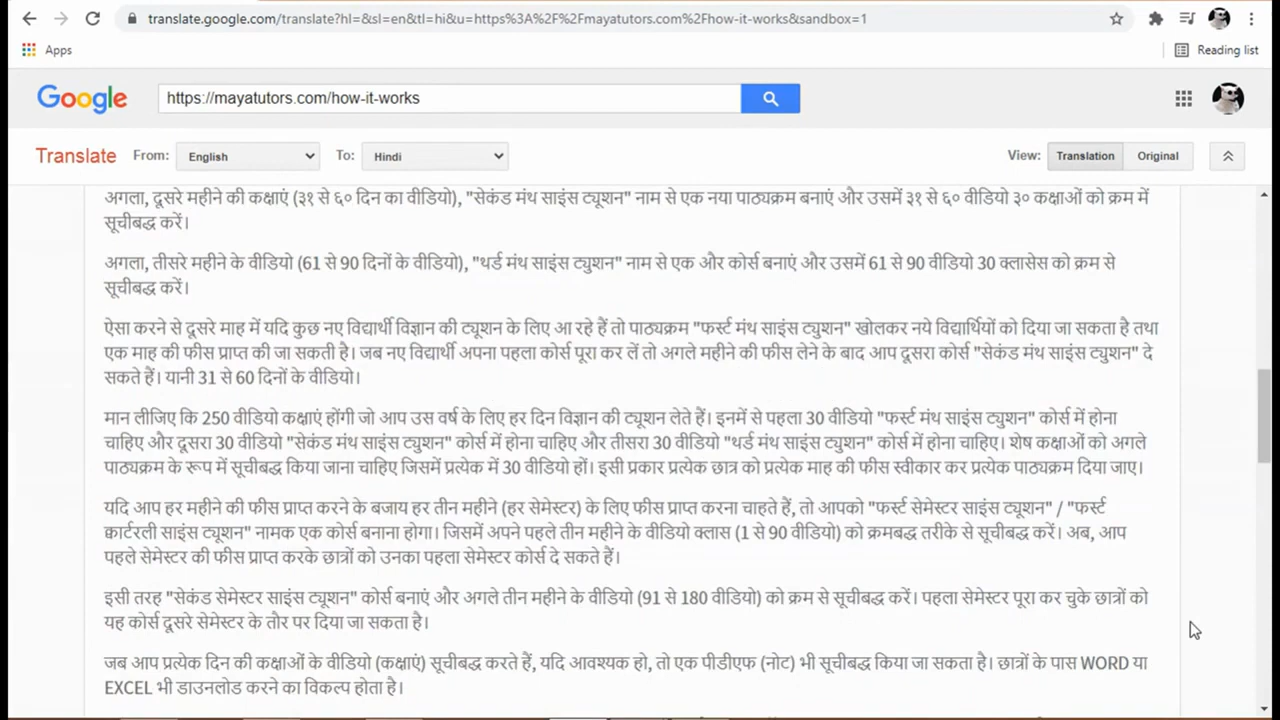 translate.google.com/translate?hl=&sl=en&tl=hi&u=https%3A%2F%2Fmayatutors.com%2Fhow-it-works&sandbox=1
Apps
Reading list
Google
https://mayatutors.com/how-it-works
Translate From: English To: Hindi View: Translation Original
अगला, दूसरे महीने की कक्षाएं (३१ से ६० दिन का वीडियो), "सेकंड मंथ साइंस ट्यूशन" नाम से एक नया पाठ्यक्रम बनाएं और उसमें ३१ से ६० वीडियो ३० कक्षाओं को क्रम में
सूचीबद्ध करें।
अगला, तीसरे महीने के वीडियो (61 से 90 दिनों के वीडियो), "थर्ड मंथ साइंस ट्युशन" नाम से एक और कोर्स बनाएं और उसमें 61 से 90 वीडियो 30 क्लासेस को क्रम से
सूचीबद्ध करें।
ऐसा करने से दूसरे माह में यदि कुछ नए विद्यार्थी विज्ञान की ट्यूशन के लिए आ रहे हैं तो पाठ्यक्रम "फर्स्ट मंथ साइंस ट्युशन" खोलकर नये विद्यार्थियों को दिया जा सकता है तथा
एक माह की फीस प्राप्त की जा सकती है। जब नए विद्यार्थी अपना पहला कोर्स पूरा कर लें तो अगले महीने की फीस लेने के बाद आप दूसरा कोर्स "सेकंड मंथ साइंस ट्युशन" दे
सकते हैं। यानी 31 से 60 दिनों के वीडियो।
मान लीजिए कि 250 वीडियो कक्षाएं होंगी जो आप उस वर्ष के लिए हर दिन विज्ञान की ट्यूशन लेते हैं। इनमें से पहला 30 वीडियो "फर्स्ट मंथ साइंस ट्युशन" कोर्स में होना
चाहिए और दूसरा 30 वीडियो "सेकंड मंथ साइंस ट्युशन" कोर्स में होना चाहिए और तीसरा 30 वीडियो "थर्ड मंथ साइंस ट्युशन" कोर्स में होना चाहिए। शेष कक्षाओं को अगले
पाठ्यक्रम के रूप में सूचीबद्ध किया जाना चाहिए जिसमें प्रत्येक में 30 वीडियो हों। इसी प्रकार प्रत्येक छात्र को प्रत्येक माह की फीस स्वीकार कर प्रत्येक पाठ्यक्रम दिया जाए।
यदि आप हर महीने की फीस प्राप्त करने के बजाय हर तीन महीने (हर सेमेस्टर) के लिए फीस प्राप्त करना चाहते हैं, तो आपको "फर्स्ट सेमेस्टर साइंस ट्यूशन" / "फर्स्ट
क्वार्टरली साइंस ट्यूशन" नामक एक कोर्स बनाना होगा। जिसमें अपने पहले तीन महीने के वीडियो क्लास (1 से 90 वीडियो) को क्रमबद्ध तरीके से सूचीबद्ध करें। अब, आप
पहले सेमेस्टर की फीस प्राप्त करके छात्रों को उनका पहला सेमेस्टर कोर्स दे सकते हैं।
इसी तरह "सेकंड सेमेस्टर साइंस ट्यूशन" कोर्स बनाएं और अगले तीन महीने के वीडियो (91 से 180 वीडियो) को क्रम से सूचीबद्ध करें। पहला सेमेस्टर पूरा कर चुके छात्रों को
यह कोर्स दूसरे सेमेस्टर के तौर पर दिया जा सकता है।
जब आप प्रत्येक दिन की कक्षाओं के वीडियो (कक्षाएं) सूचीबद्ध करते हैं, यदि आवश्यक हो, तो एक पीडीएफ (नोट) भी सूचीबद्ध किया जा सकता है। छात्रों के पास WORD या
EXCEL भी डाउनलोड करने का विकल्प होता है।